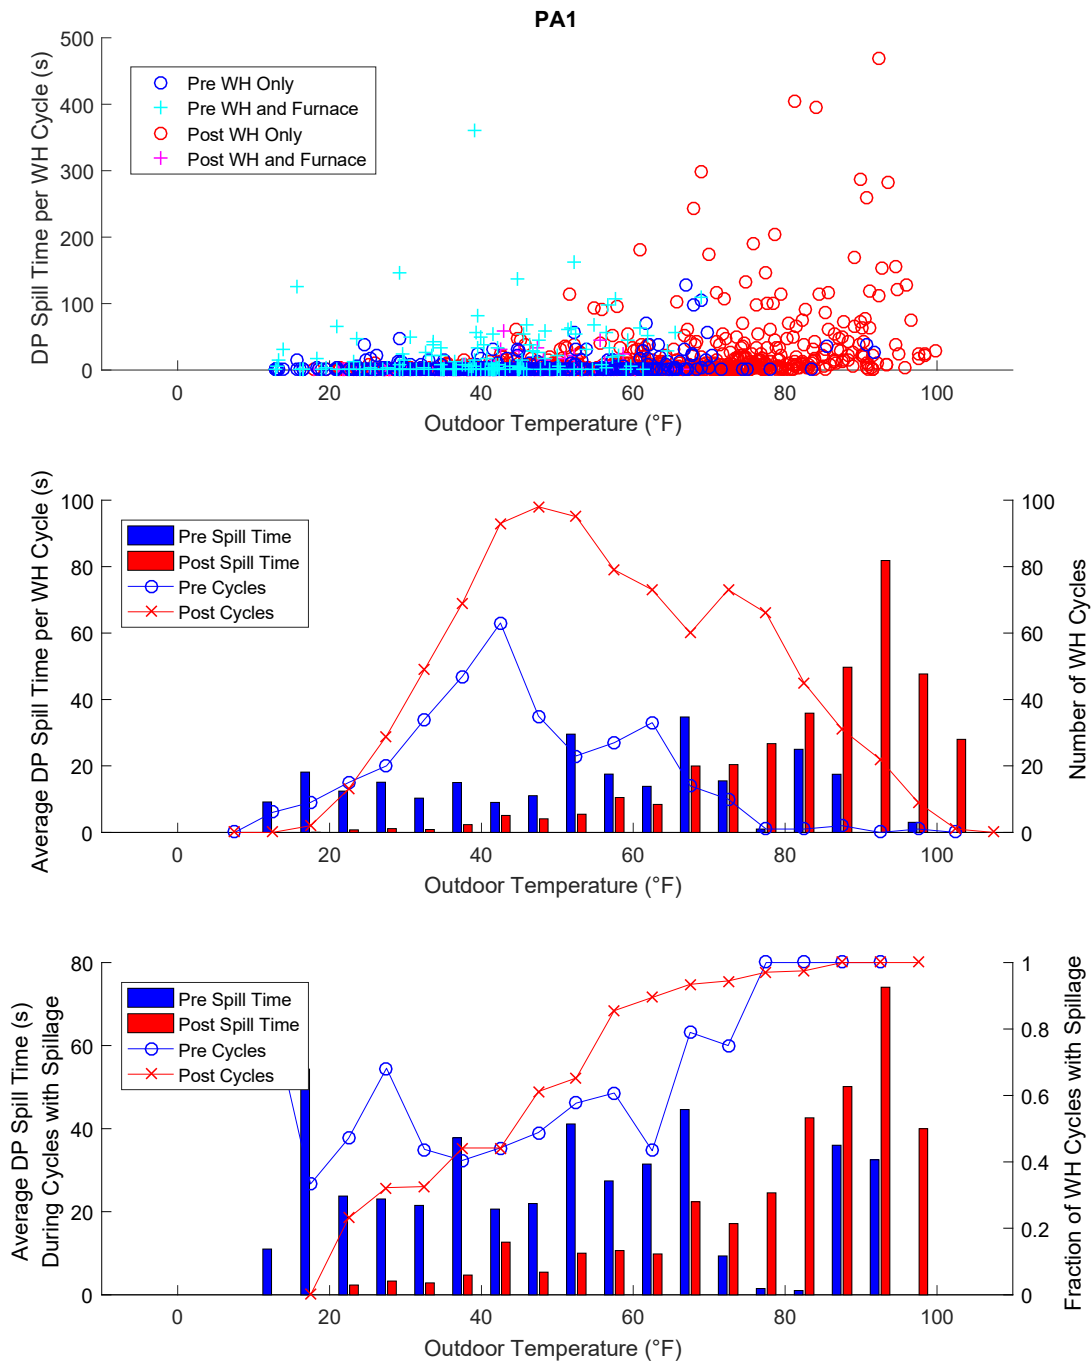 PA1
500
400
300
200
100
0
DP Spill Time per WH Cycle (s)
Pre WH Only
Pre WH and Furnace
Post WH Only
Post WH and Furnace
0 20 40 60 80 100
Outdoor Temperature (°F)
100
80
60
40
20
0
Average DP Spill Time per WH Cycle (s)
Pre Spill Time
Post Spill Time
Pre Cycles
Post Cycles
100
80
60
40
20
0
Number of WH Cycles
0 20 40 60 80 100
Outdoor Temperature (°F)
80
60
40
20
0
Average DP Spill Time (s)
During Cycles with Spillage
Pre Spill Time
Post Spill Time
Pre Cycles
Post Cycles
1
0.8
0.6
0.4
0.2
0
Fraction of WH Cycles with Spillage
0 20 40 60 80 100
Outdoor Temperature (°F)